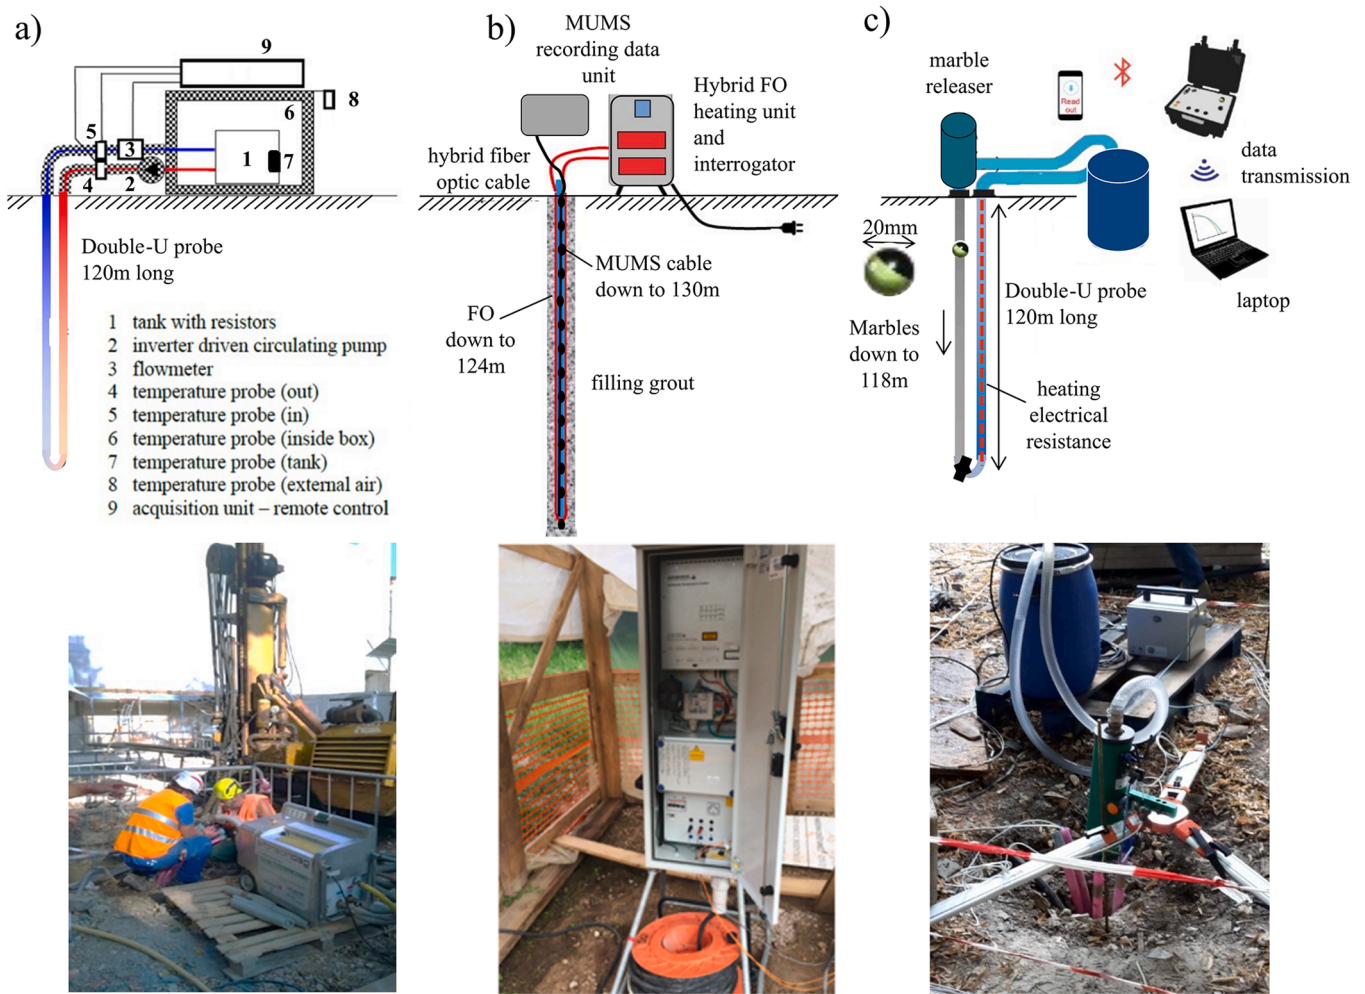 a)
9
8
6
5
3
1
7
4
2
Double-U probe
120m long
1 tank with resistors
2 inverter driven circulating pump
3 flowmeter
4 temperature probe (out)
5 temperature probe (in)
6 temperature probe (inside box)
7 temperature probe (tank)
8 temperature probe (external air)
9 acquisition unit – remote control
b)
MUMS
recording data
unit
Hybrid FO
heating unit
and
interrogator
hybrid fiber
optic cable
MUMS cable
down to 130m
FO
down to
124m
filling grout
c)
marble
releaser
Read
out
data
transmission
20mm
laptop
Double-U probe
120m long
Marbles
down to
118m
heating
electrical
resistance